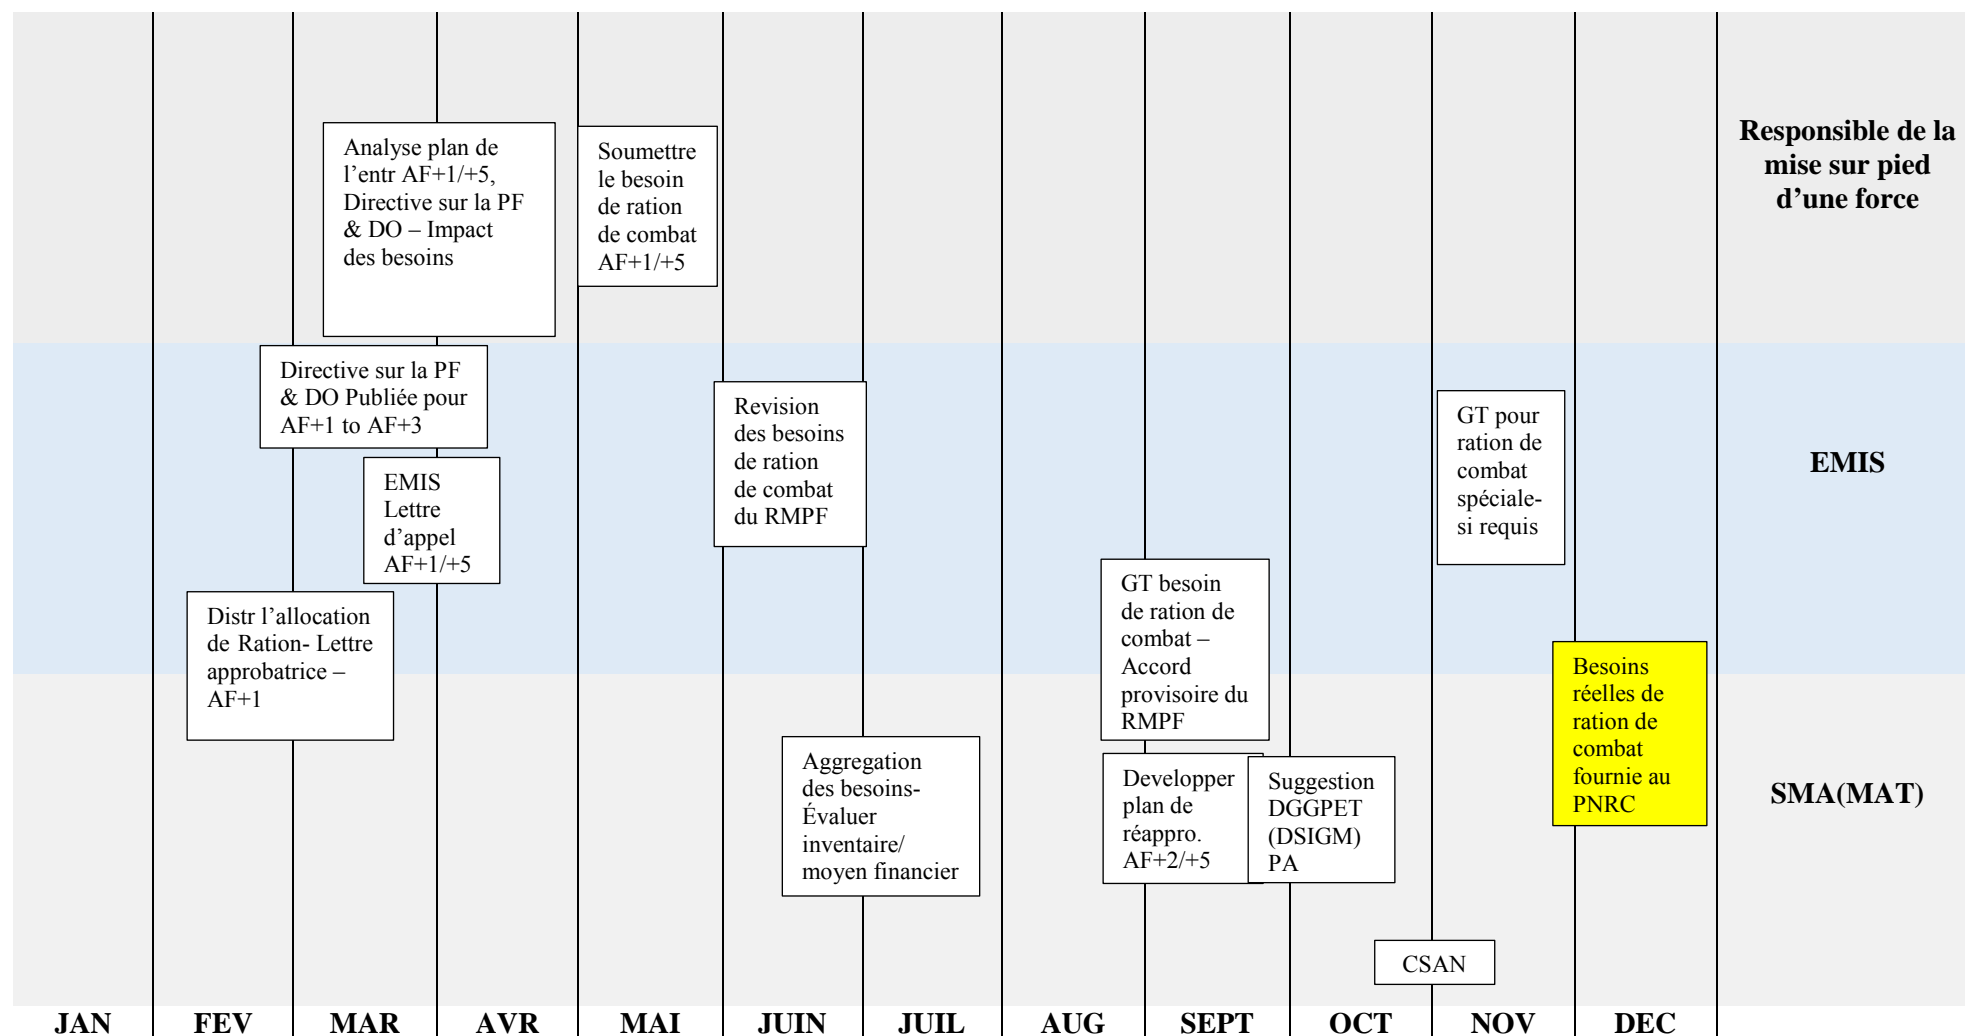 Analyse plan de
l’entr AF+1/+5,
Directive sur la PF
& DO – Impact
des besoins
Soumettre
le besoin
de ration
de combat
AF+1/+5
Responsible de la
mise sur pied
d’une force
Directive sur la PF
& DO Publiée pour
AF+1 to AF+3
EMIS
Lettre
d’appel
AF+1/+5
Revision
des besoins
de ration
de combat
du RMPF
GT pour
ration de
combat
spéciale-
si requis
EMIS
Distr l’allocation
de Ration- Lettre
approbatrice –
AF+1
GT besoin
de ration de
combat –
Accord
provisoire du
RMPF
Besoins
réelles de
ration de
combat
fournie au
PNRC
Aggregation
des besoins-
Évaluer
inventaire/
moyen financier
Developper
plan de
réappro.
AF+2/+5
Suggestion
DGGPET
(DSIGM)
PA
SMA(MAT)
CSAN
JAN FEV MAR AVR MAI JUIN JUIL AUG SEPT OCT NOV DEC